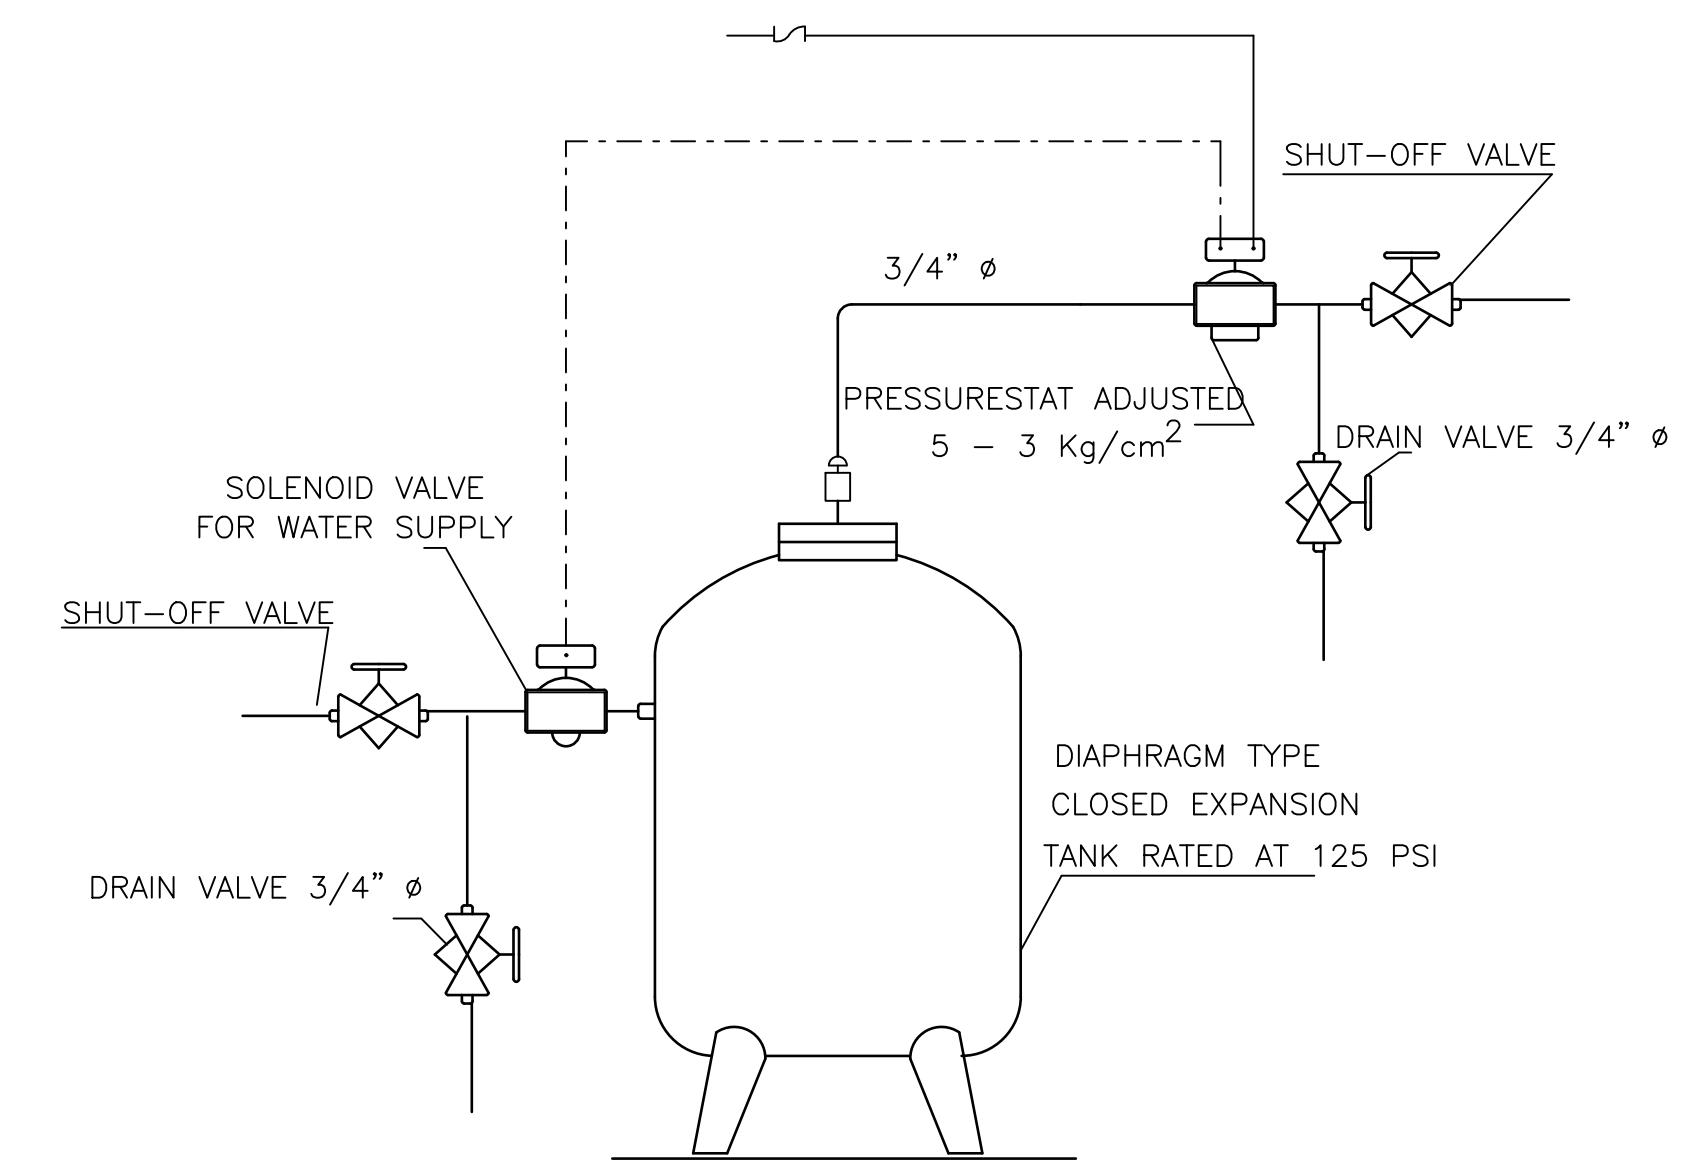 SHUT-OFF VALVE
3/4" ø
PRESSURESTAT ADJUSTED
5 - 3 Kg/cm²
DRAIN VALVE 3/4" ø
SOLENOID VALVE
FOR WATER SUPPLY
SHUT-OFF VALVE
DIAPHRAGM TYPE
CLOSED EXPANSION
TANK RATED AT 125 PSI
DRAIN VALVE 3/4" ø